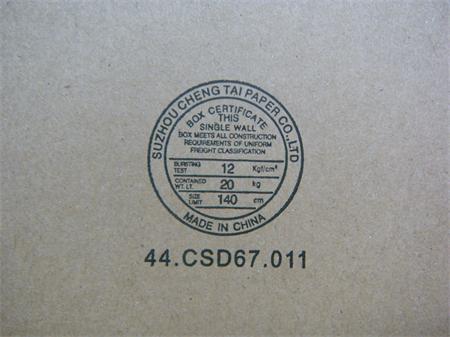 SUZHOU CHENG TAI PAPER CO.,LTD
BOX CERTIFICATE
THIS
SINGLE WALL
BOX MEETS ALL CONSTRUCTION
REQUIREMENTS OF UNIFORM
FREIGHT CLASSIFICATION
BURSTING TEST 12 Kgf/cm²
CONTAINED WT. LT. 20 kg
SIZE LIMIT 140 cm
MADE IN CHINA
44.CSD67.011